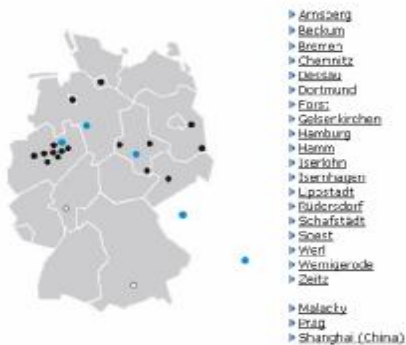 Arnsberg
Beckum
Bremen
Chemnitz
Dessau
Dortmund
Forst
Gelserkirchen
Hamburg
Hamm
Iserlohn
Isernhagen
Lippstadt
Rüdersdorf
Schafstädt
Soest
Werl
Wernigerode
Zeitz
Malacky
Prag
Shanghai (China)